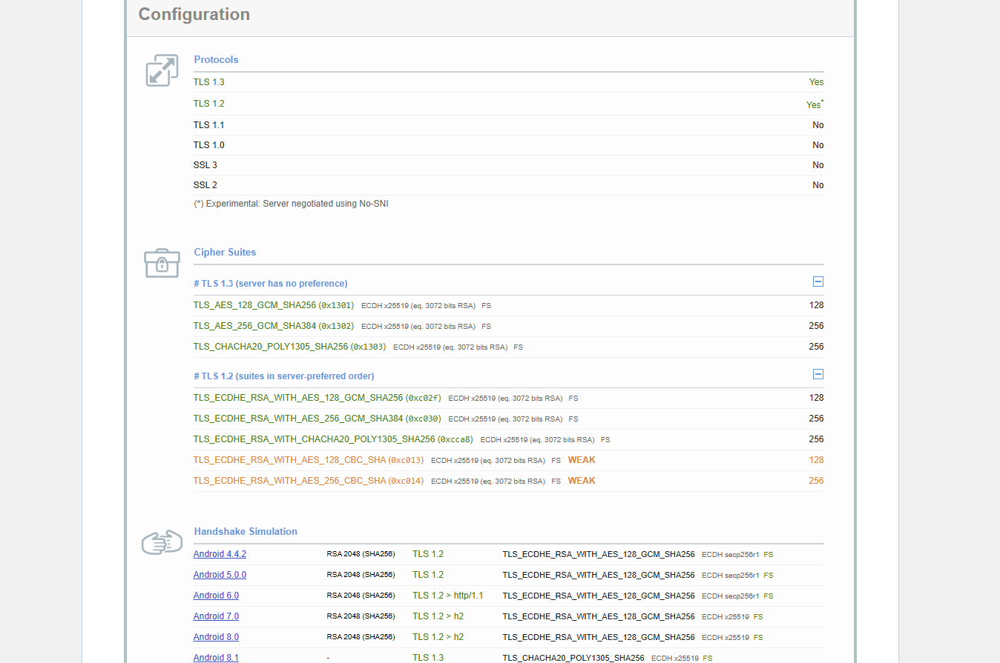 Configuration
Protocols
TLS 1.3 Yes
TLS 1.2 Yes*
TLS 1.1 No
TLS 1.0 No
SSL 3 No
SSL 2 No
(*) Experimental: Server negotiated using No-SNI
Cipher Suites
# TLS 1.3 (server has no preference)
TLS_AES_128_GCM_SHA256 (0x1301) ECDH x25519 (eq. 3072 bits RSA) FS 128
TLS_AES_256_GCM_SHA384 (0x1302) ECDH x25519 (eq. 3072 bits RSA) FS 256
TLS_CHACHA20_POLY1305_SHA256 (0x1303) ECDH x25519 (eq. 3072 bits RSA) FS 256
# TLS 1.2 (suites in server-preferred order)
TLS_ECDHE_RSA_WITH_AES_128_GCM_SHA256 (0xc02f) ECDH x25519 (eq. 3072 bits RSA) FS 128
TLS_ECDHE_RSA_WITH_AES_256_GCM_SHA384 (0xc030) ECDH x25519 (eq. 3072 bits RSA) FS 256
TLS_ECDHE_RSA_WITH_CHACHA20_POLY1305_SHA256 (0xcca8) ECDH x25519 (eq. 3072 bits RSA) FS 256
TLS_ECDHE_RSA_WITH_AES_128_CBC_SHA (0xc013) ECDH x25519 (eq. 3072 bits RSA) FS WEAK 128
TLS_ECDHE_RSA_WITH_AES_256_CBC_SHA (0xc014) ECDH x25519 (eq. 3072 bits RSA) FS WEAK 256
Handshake Simulation
Android 4.4.2 RSA 2048 (SHA256) TLS 1.2 TLS_ECDHE_RSA_WITH_AES_128_GCM_SHA256 ECDH secp256r1 FS
Android 5.0.0 RSA 2048 (SHA256) TLS 1.2 TLS_ECDHE_RSA_WITH_AES_128_GCM_SHA256 ECDH secp256r1 FS
Android 6.0 RSA 2048 (SHA256) TLS 1.2 > http/1.1 TLS_ECDHE_RSA_WITH_AES_128_GCM_SHA256 ECDH secp256r1 FS
Android 7.0 RSA 2048 (SHA256) TLS 1.2 > h2 TLS_ECDHE_RSA_WITH_AES_128_GCM_SHA256 ECDH x25519 FS
Android 8.0 RSA 2048 (SHA256) TLS 1.2 > h2 TLS_ECDHE_RSA_WITH_AES_128_GCM_SHA256 ECDH x25519 FS
Android 8.1 - TLS 1.3 TLS_CHACHA20_POLY1305_SHA256 ECDH x25519 FS